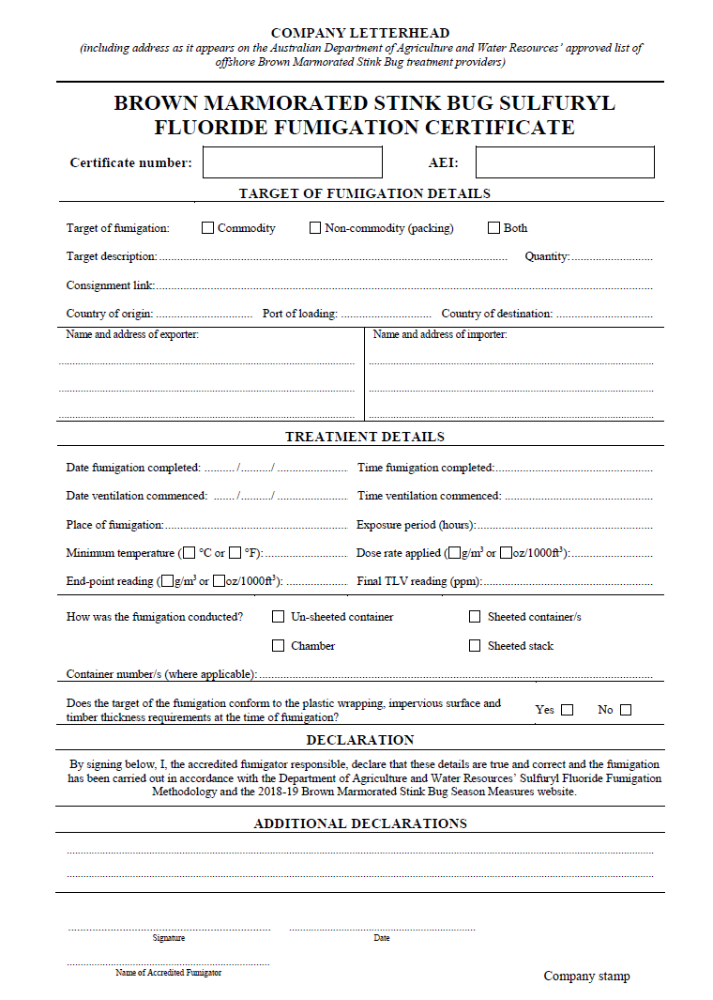 COMPANY LETTERHEAD
(including address as it appears on the Australian Department of Agriculture and Water Resources’ approved list of
offshore Brown Marmorated Stink Bug treatment providers)
BROWN MARMORATED STINK BUG SULFURYL
FLUORIDE FUMIGATION CERTIFICATE
Certificate number: AEI:
TARGET OF FUMIGATION DETAILS
Target of fumigation: Commodity Non-commodity (packing) Both
Target description: Quantity:
Consignment link:
Country of origin: Port of loading: Country of destination:
Name and address of exporter: Name and address of importer:
TREATMENT DETAILS
Date fumigation completed: / / Time fumigation completed:
Date ventilation commenced: / / Time ventilation commenced:
Place of fumigation: Exposure period (hours):
Minimum temperature ( °C or °F): Dose rate applied ( g/m³ or oz/1000ft³):
End-point reading ( g/m³ or oz/1000ft³): Final TLV reading (ppm):
How was the fumigation conducted? Un-sheeted container Sheeted container/s
Chamber Sheeted stack
Container number/s (where applicable):
Does the target of the fumigation conform to the plastic wrapping, impervious surface and
timber thickness requirements at the time of fumigation? Yes No
DECLARATION
By signing below, I, the accredited fumigator responsible, declare that these details are true and correct and the fumigation
has been carried out in accordance with the Department of Agriculture and Water Resources’ Sulfuryl Fluoride Fumigation
Methodology and the 2018-19 Brown Marmorated Stink Bug Season Measures website.
ADDITIONAL DECLARATIONS
Signature Date
Name of Accredited Fumigator
Company stamp